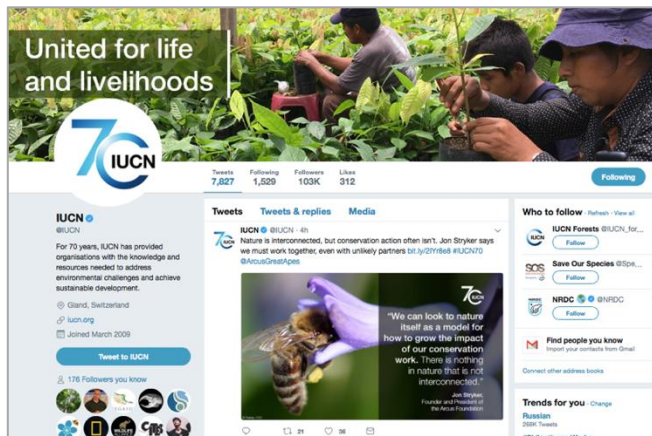 United for life
and livelihoods
70 IUCN
Tweets Following Followers Likes
7,827 1,529 103K 312
Following
IUCN
@IUCN
For 70 years, IUCN has provided
organisations with the knowledge and
resources needed to address
environmental challenges and achieve
sustainable development.
Gland, Switzerland
iucn.org
Joined March 2009
Tweet to IUCN
176 Followers you know
Tweets Tweets & replies Media
IUCN @IUCN · 4h
Nature is interconnected, but conservation action often isn't. Jon Stryker says
we must work together, even with unlikely partners bit.ly/2fYr8e8 #IUCN70
@ArcusGreatApes
70 IUCN
"We can look to nature
itself as a model for
how to grow the impact
of our conservation
work. There is nothing
in nature that is not
interconnected."
Jon Stryker,
Founder and President of
the Arcus Foundation
21 36
Who to follow · Refresh · View all
IUCN Forests @IUCN_for...
Follow
SOS
Save Our Species @Spe...
Follow
NRDC @NRDC
Follow
Find people you know
Import your contacts from Gmail
Connect other address books
Trends for you · Change
Russian
268K Tweets